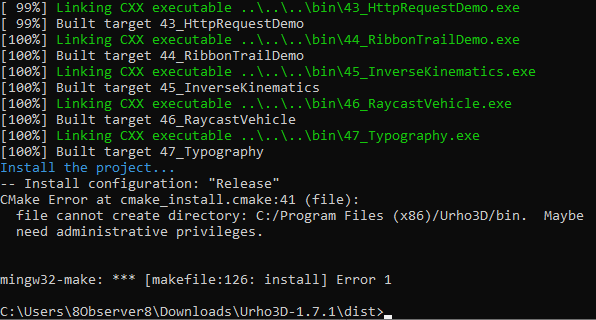 [ 99%] Linking CXX executable ..\..\..\bin\43_HttpRequestDemo.exe
[ 99%] Built target 43_HttpRequestDemo
[100%] Linking CXX executable ..\..\..\bin\44_RibbonTrailDemo.exe
[100%] Built target 44_RibbonTrailDemo
[100%] Linking CXX executable ..\..\..\bin\45_InverseKinematics.exe
[100%] Built target 45_InverseKinematics
[100%] Linking CXX executable ..\..\..\bin\46_RaycastVehicle.exe
[100%] Built target 46_RaycastVehicle
[100%] Linking CXX executable ..\..\..\bin\47_Typography.exe
[100%] Built target 47_Typography
Install the project...
-- Install configuration: "Release"
CMake Error at cmake_install.cmake:41 (file):
  file cannot create directory: C:/Program Files (x86)/Urho3D/bin.  Maybe
  need administrative privileges.
mingw32-make: *** [makefile:126: install] Error 1
C:\Users\8Observer8\Downloads\Urho3D-1.7.1\dist>